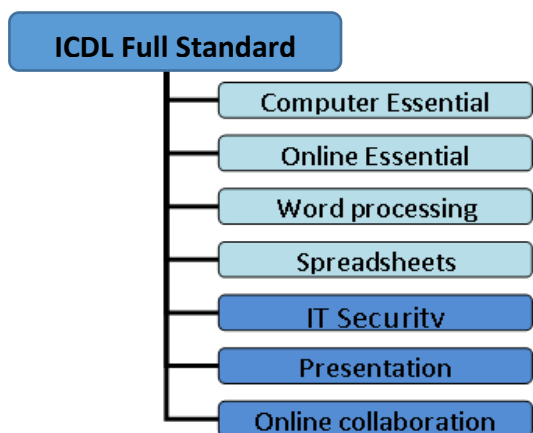 ICDL Full Standard
Computer Essential
Online Essential
Word processing
Spreadsheets
IT Security
Presentation
Online collaboration